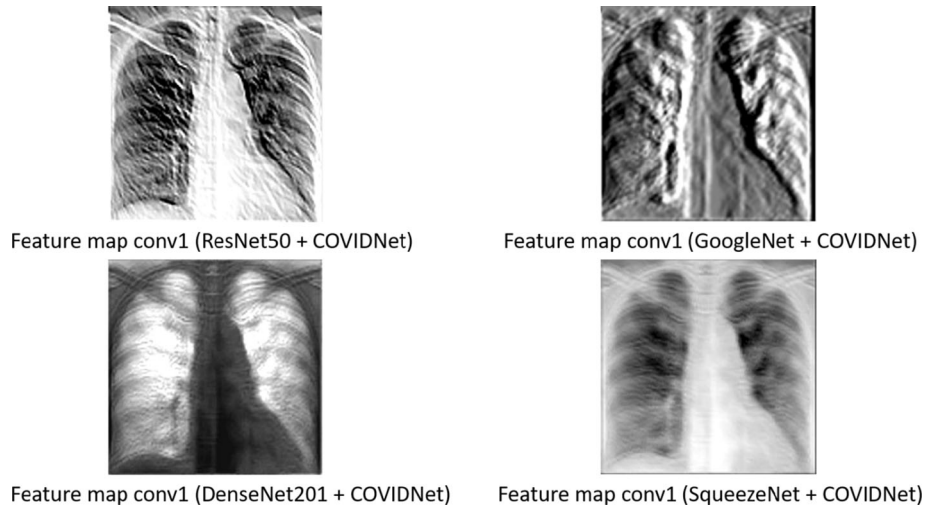 Feature map conv1 (ResNet50 + COVIDNet)
Feature map conv1 (GoogleNet + COVIDNet)
Feature map conv1 (DenseNet201 + COVIDNet)
Feature map conv1 (SqueezeNet + COVIDNet)